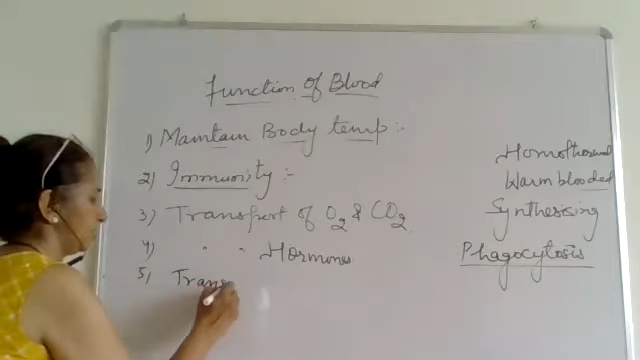 Function of Blood
1) Maintain Body temp :-
2) Immunity :-
3) Transport of O2 & CO2
4) " " Hormones
5) Trans
Homothermal
Warm blooded
Synthesising
Phagocytosis